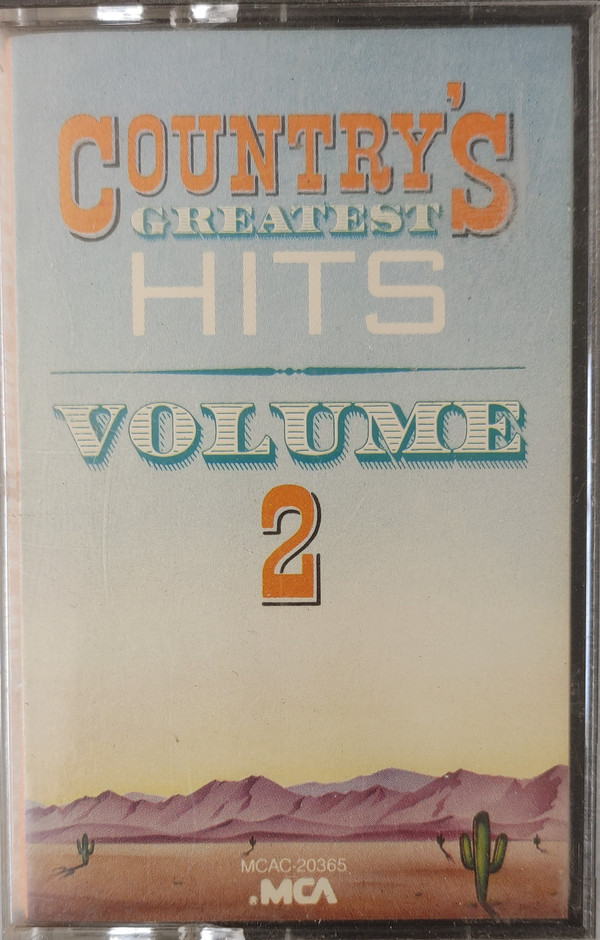 COUNTRY'S
GREATEST
HITS
VOLUME
2
MCAC-20365
.MCA